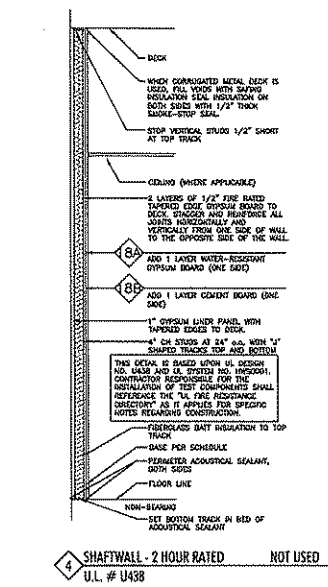 DECK
WHEN CORRUGATED METAL DECK IS
USED, FILL VOIDS WITH SAFING
INSULATION SEAL INSULATION ON
BOTH SIDES WITH 1/2" THICK
SMOKE-STOP SEAL.
STOP VERTICAL STUDS 1/2" SHORT
AT TOP TRACK
CEILING (WHERE APPLICABLE)
2 LAYERS OF 1/2" FIRE RATED
TAPERED EDGE GYPSUM BOARD TO
DECK. STAGGER AND REINFORCE ALL
JOINTS HORIZONTALLY AND
VERTICALLY FROM ONE SIDE OF WALL
TO THE OPPOSITE SIDE OF THE WALL.
18A
ADD 1 LAYER WATER-RESISTANT
GYPSUM BOARD (ONE SIDE)
18B
ADD 1 LAYER CEMENT BOARD (ONE
SIDE)
1" GYPSUM LINER PANEL WITH
TAPERED EDGES TO DECK.
4" CH STUDS AT 24" o.c. WITH "J"
SHAPED TRACKS TOP AND BOTTOM
THIS DETAIL IS BASED UPON UL DESIGN
NO. U438 AND UL SYSTEM NO.
CONTRACTOR RESPONSIBLE FOR THE
INSTALLATION OF TEST COMPONENTS SHALL
REFERENCE THE "UL FIRE RESISTANCE
DIRECTORY" AS IT APPLIES FOR SPECIFIC
NOTES REGARDING CONSTRUCTION.
FIBERGLASS BATT INSULATION TO TOP
TRACK
BASE PER SCHEDULE
PERIMETER ACOUSTICAL SEALANT,
BOTH SIDES
FLOOR LINE
NON-BEARING
SET BOTTOM TRACK IN BED OF
ACOUSTICAL SEALANT
4 SHAFTWALL - 2 HOUR RATED NOT USED
U.L. # U438